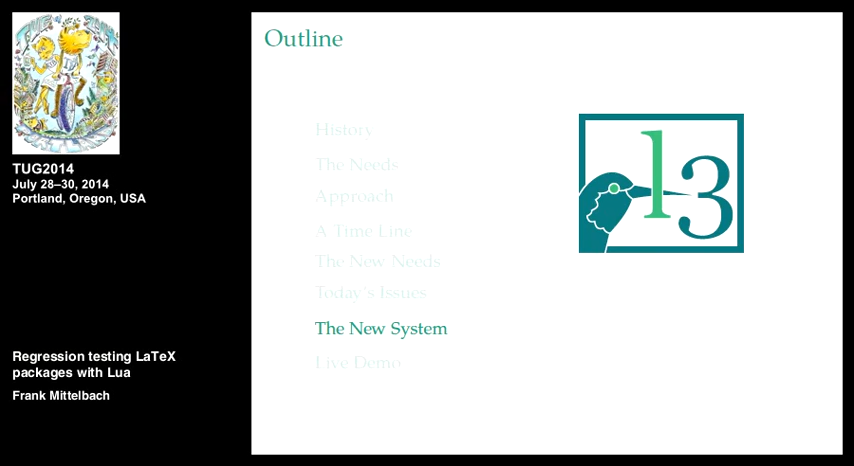 TUG2014
July 28–30, 2014
Portland, Oregon, USA
Regression testing LaTeX
packages with Lua
Frank Mittelbach
Outline
History
The Needs
Approach
A Time Line
The New Needs
Today's Issues
The New System
Live Demo
l3